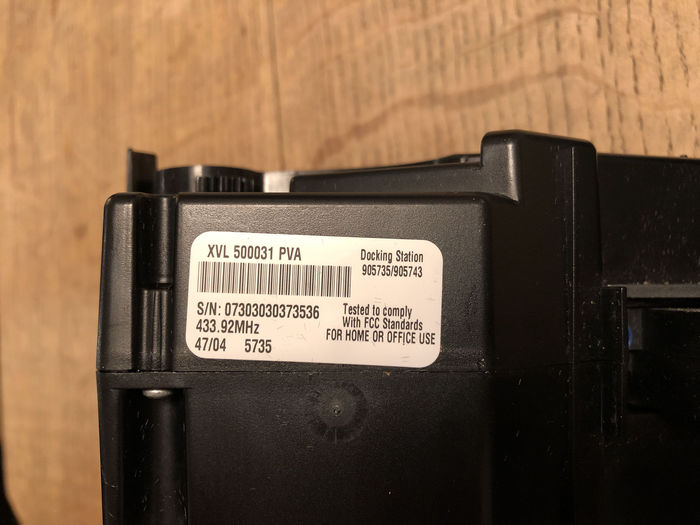 XVL 500031 PVA
Docking Station
905735/905743
S/N: 07303030373536
433.92MHz
47/04 5735
Tested to comply
With FCC Standards
FOR HOME OR OFFICE USE